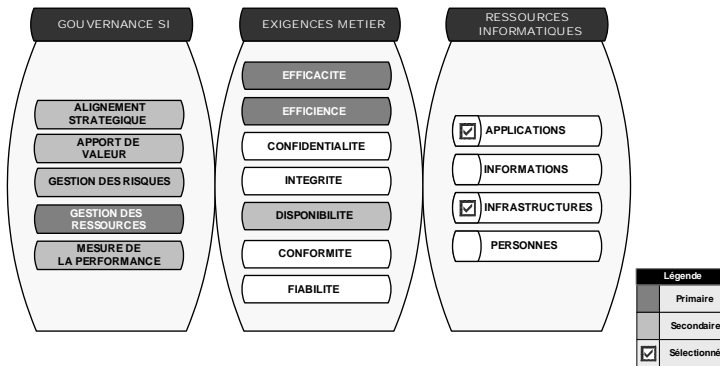 GOUVERNANCE SI
ALIGNEMENT
STRATEGIQUE
APPORT DE
VALEUR
GESTION DES RISQUES
GESTION DES
RESSOURCES
MESURE DE
LA PERFORMANCE
EXIGENCES METIER
EFFICACITE
EFFICIENCE
CONFIDENTIALITE
INTEGRITE
DISPONIBILITE
CONFORMITE
FIABILITE
RESSOURCES
INFORMATIQUES
APPLICATIONS
INFORMATIONS
INFRASTRUCTURES
PERSONNES
Légende
Primaire
Secondaire
Sélectionné